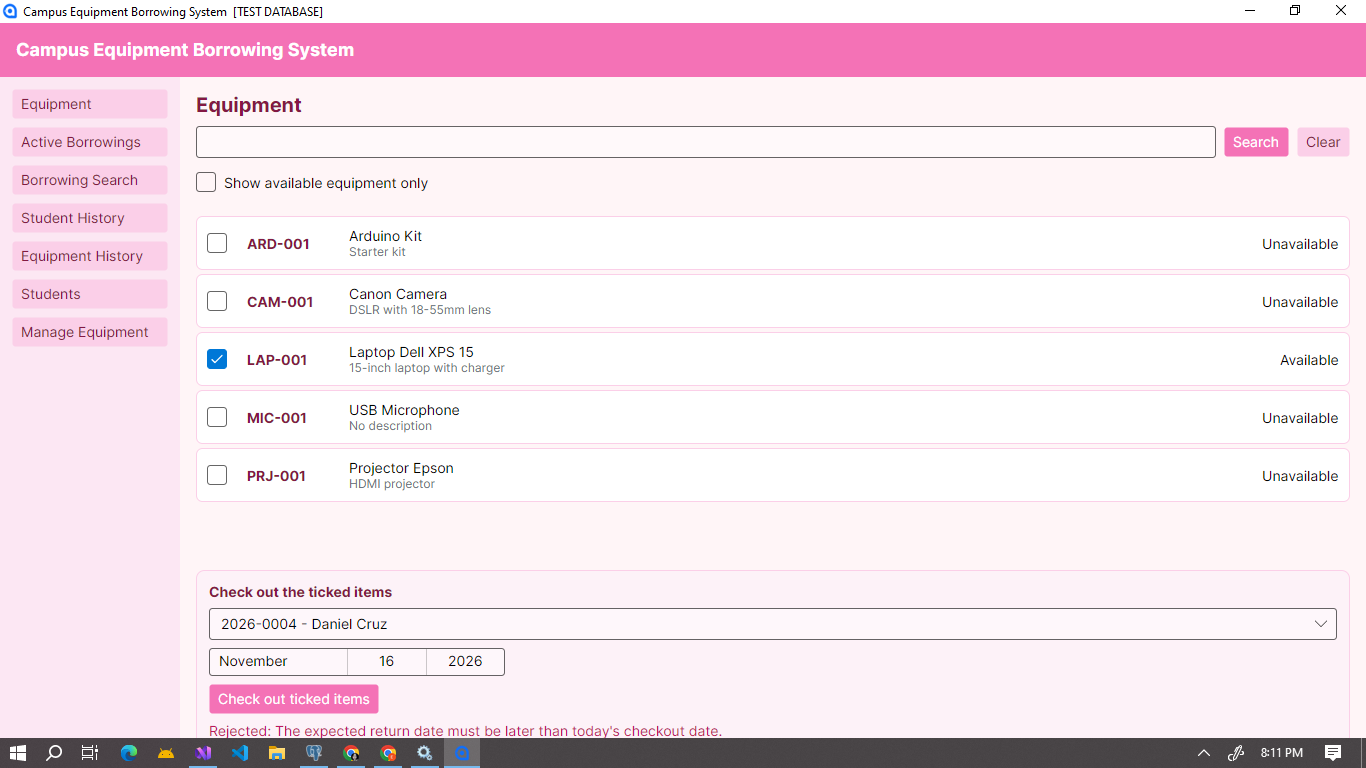 Campus Equipment Borrowing System [TEST DATABASE]
Campus Equipment Borrowing System
Equipment
Active Borrowings
Borrowing Search
Student History
Equipment History
Students
Manage Equipment
Equipment
Search Clear
Show available equipment only
ARD-001 Arduino Kit Unavailable
Starter kit
CAM-001 Canon Camera Unavailable
DSLR with 18-55mm lens
LAP-001 Laptop Dell XPS 15 Available
15-inch laptop with charger
MIC-001 USB Microphone Unavailable
No description
PRJ-001 Projector Epson Unavailable
HDMI projector
Check out the ticked items
2026-0004 - Daniel Cruz
November 16 2026
Check out ticked items
Rejected: The expected return date must be later than today's checkout date.
8:11 PM